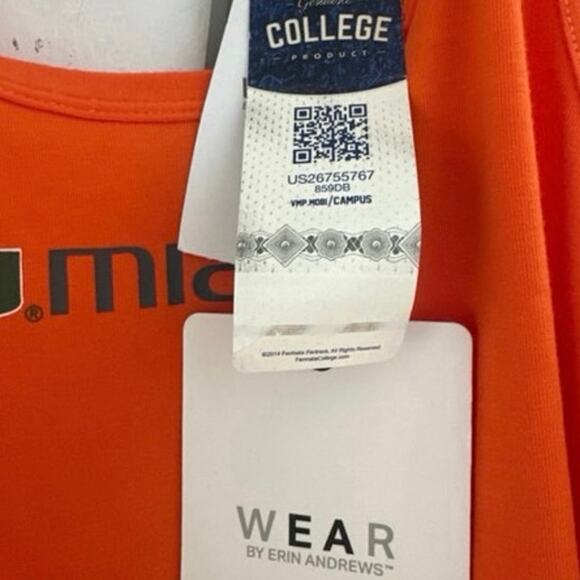 Genuine
COLLEGE
PRODUCT
US26755767
859DB
VMP.MOBI/CAMPUS
©2014 Fermata Partners, All Rights Reserved
FermataCollege.com
®
WEAR
BY ERIN ANDREWS™